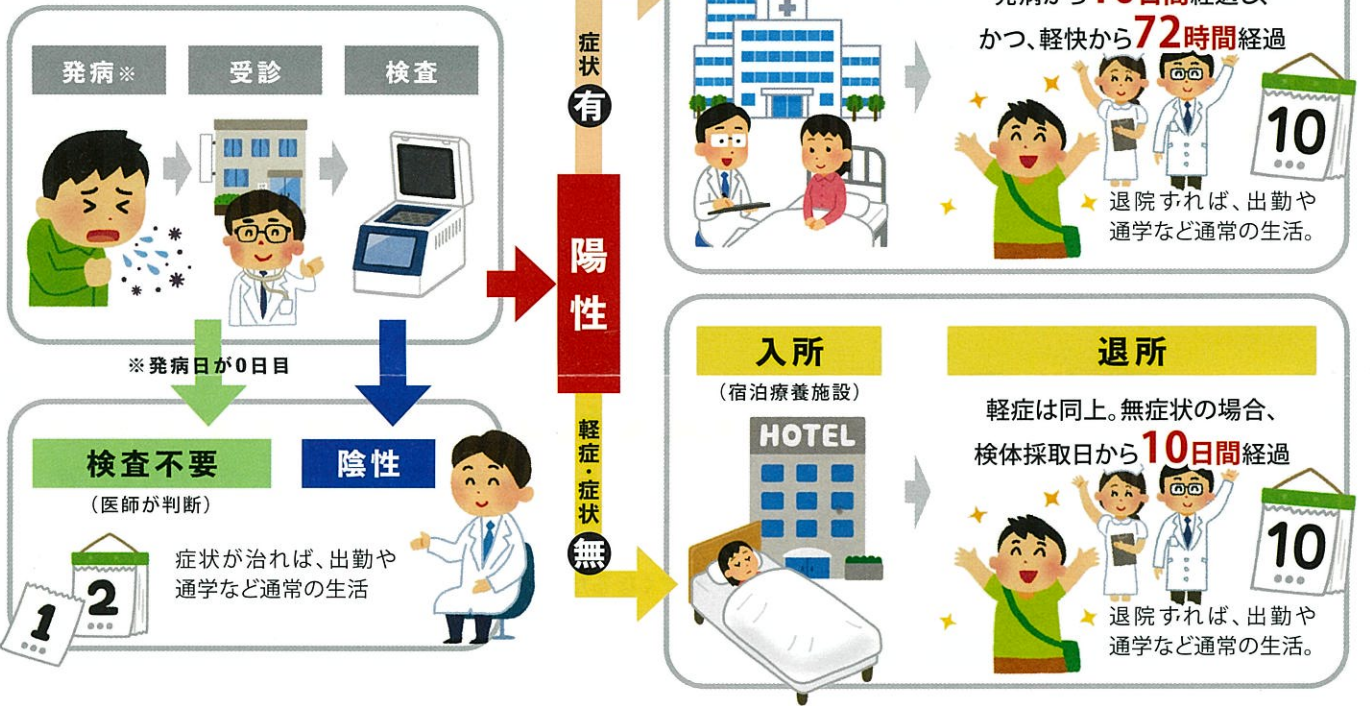 発病※
受診
検査
※発病日が0日目
検査不要
(医師が判断)
陰性
症状が治れば、出勤や
通学など通常の生活
1
2
陽性
症状
有
軽症・症状
無
かつ、軽快から72時間経過
10
退院すれば、出勤や
通学など通常の生活。
入所
(宿泊療養施設)
HOTEL
退所
軽症は同上。無症状の場合、
検体採取日から10日間経過
10
退院すれば、出勤や
通学など通常の生活。